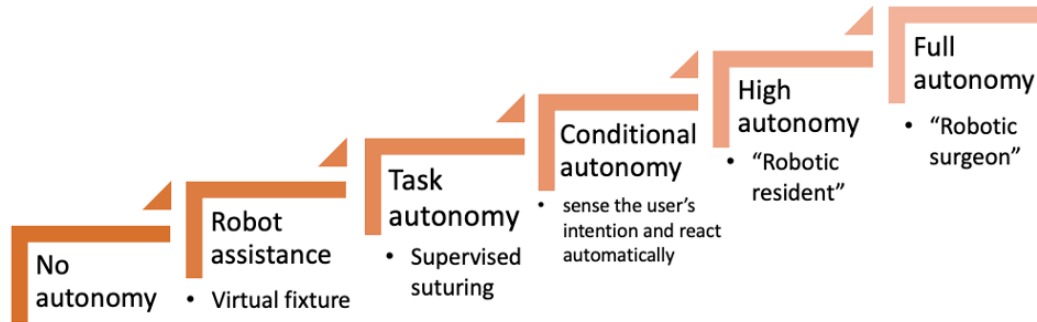 No
autonomy
Robot
assistance
• Virtual fixture
Task
autonomy
• Supervised
suturing
Conditional
autonomy
• sense the user’s
intention and react
automatically
High
autonomy
• “Robotic
resident”
Full
autonomy
• “Robotic
surgeon”